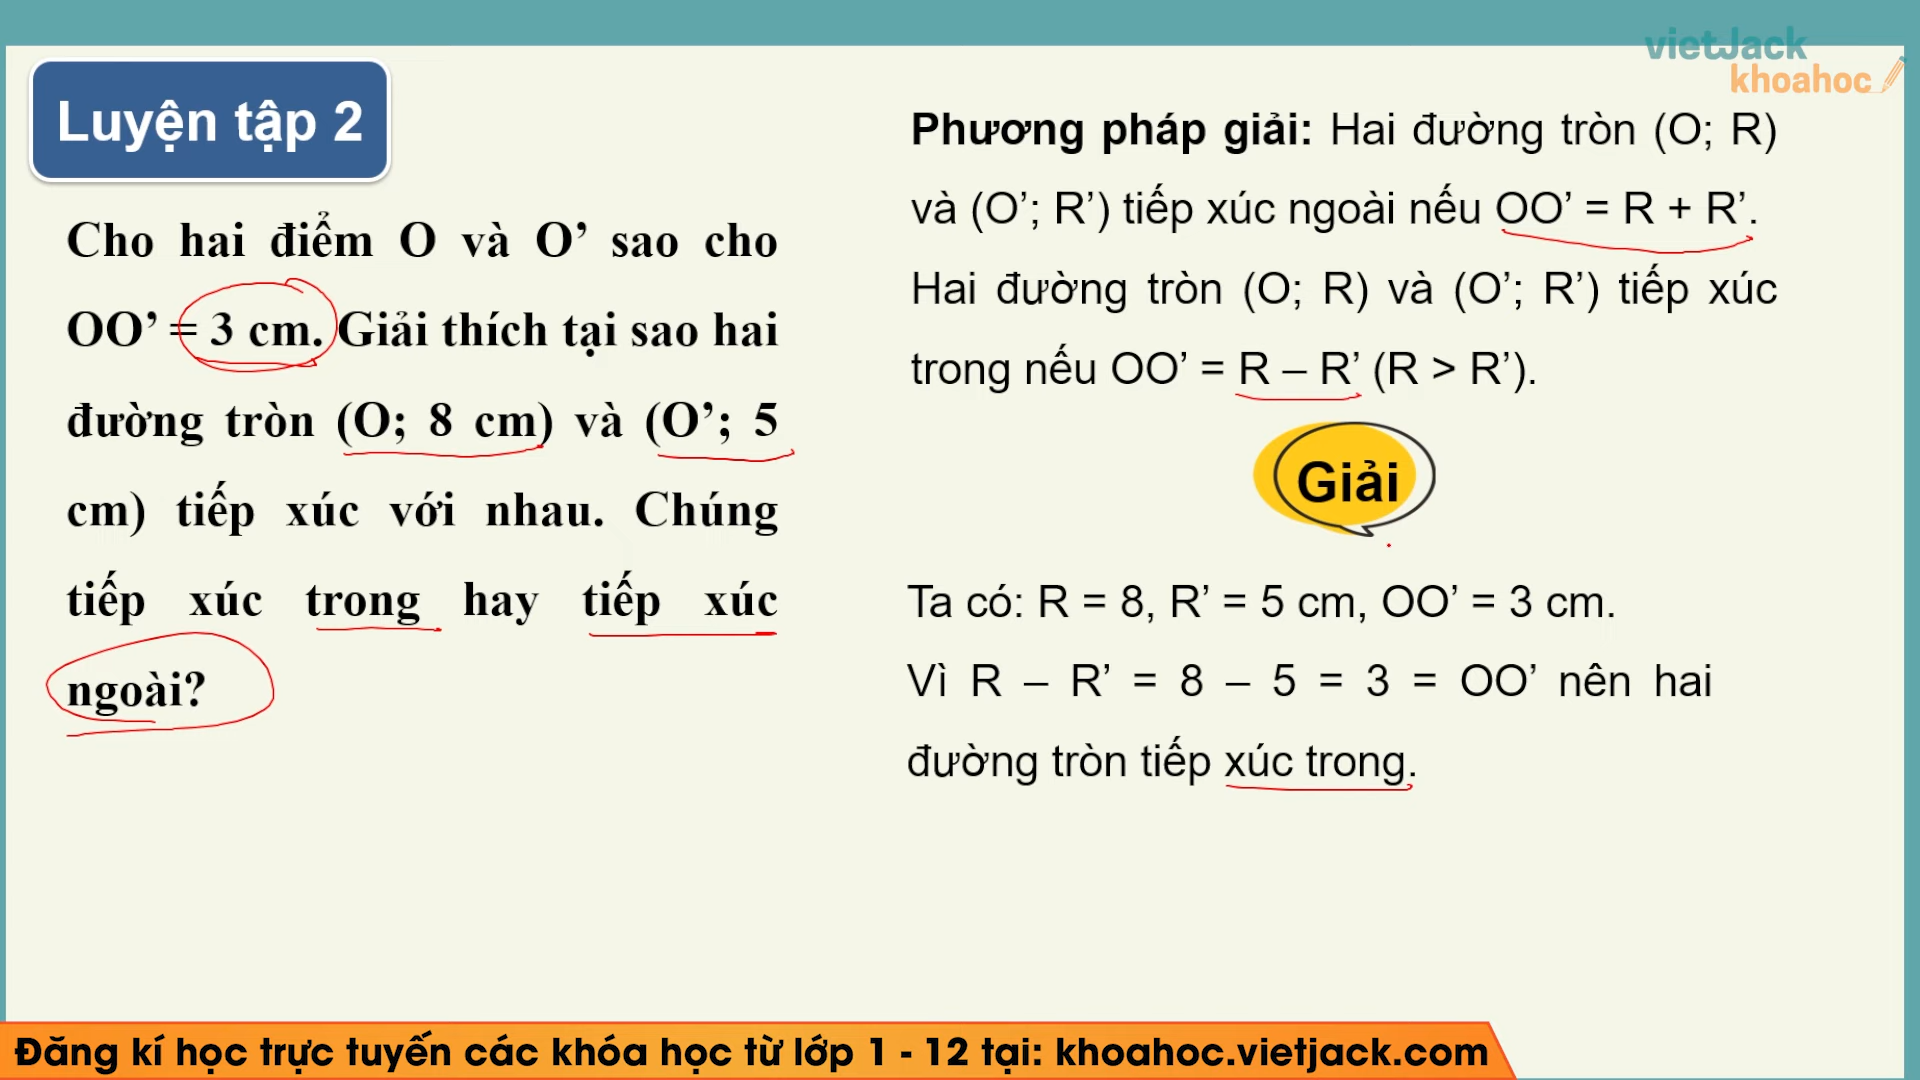 vietJack
khoahoc
Luyện tập 2
Cho hai điểm O và O’ sao cho
OO’ = 3 cm. Giải thích tại sao hai
đường tròn (O; 8 cm) và (O’; 5
cm) tiếp xúc với nhau. Chúng
tiếp xúc trong hay tiếp xúc
ngoài?
Phương pháp giải: Hai đường tròn (O; R)
và (O’; R’) tiếp xúc ngoài nếu OO’ = R + R’.
Hai đường tròn (O; R) và (O’; R’) tiếp xúc
trong nếu OO’ = R – R’ (R > R’).
Giải
Ta có: R = 8, R’ = 5 cm, OO’ = 3 cm.
Vì R – R’ = 8 – 5 = 3 = OO’ nên hai
đường tròn tiếp xúc trong.
Đăng kí học trực tuyến các khóa học từ lớp 1 - 12 tại: khoahoc.vietjack.com